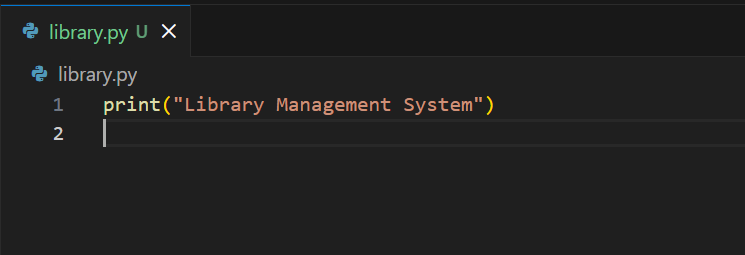 library.py U
library.py
1 print("Library Management System")
2